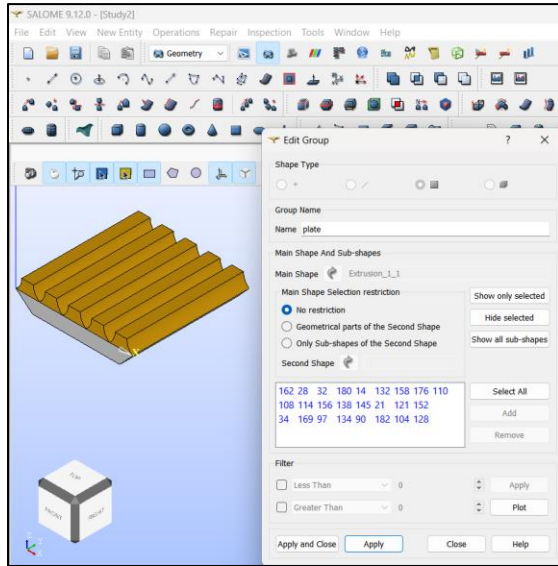 SALOME 9.12.0 - [Study2]
File Edit View New Entity Operations Repair Inspection Tools Window Help
Geometry
Edit Group
? X
Shape Type
Group Name
Name plate
Main Shape And Sub-shapes
Main Shape Extrusion_1_1
Main Shape Selection restriction
No restriction
Geometrical parts of the Second Shape
Only Sub-shapes of the Second Shape
Second Shape
Show only selected
Hide selected
Show all sub-shapes
162 28 32 180 14 132 158 176 110
108 114 156 138 145 21 121 152
34 169 97 134 90 182 104 128
Select All
Add
Remove
Filter
Less Than 0 Apply
Greater Than 0 Plot
Apply and Close Apply Close Help
TOP
FRONT
RIGHT